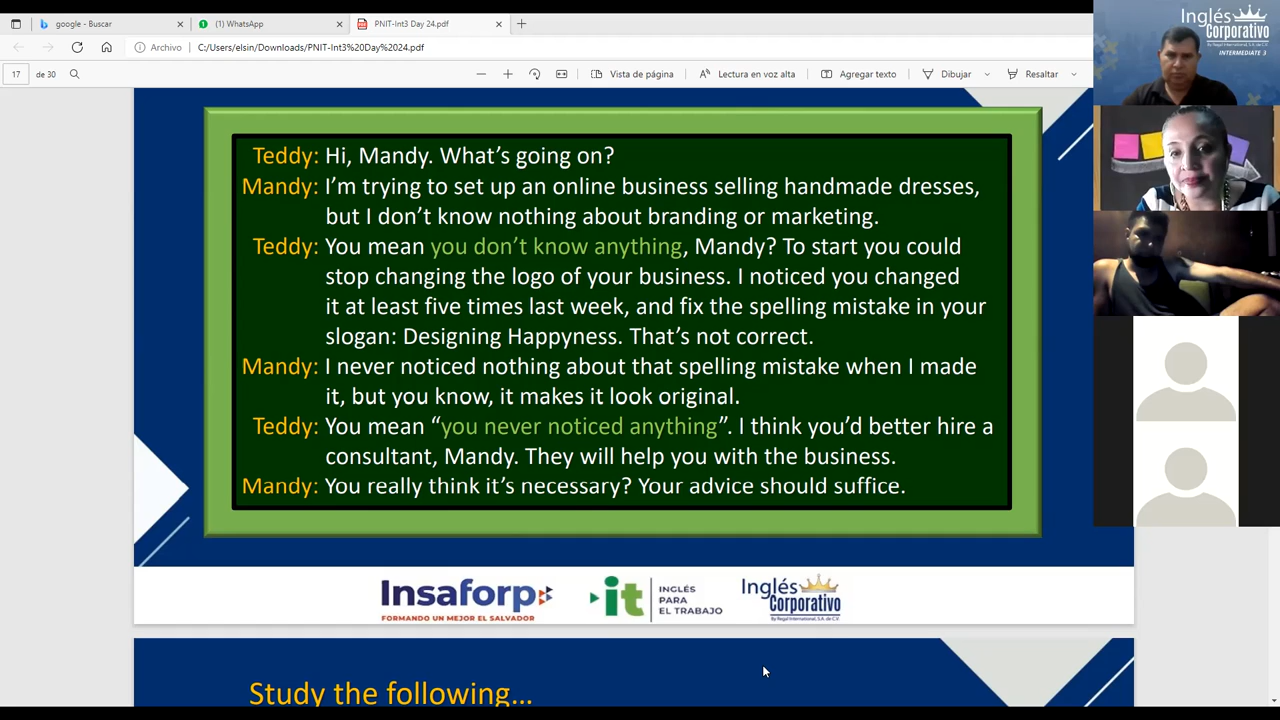 google - Buscar
(1) WhatsApp
PNIT-Int3 Day 24.pdf
Archivo
C:/Users/elsin/Downloads/PNIT-Int3%20Day%2024.pdf
17
de 30
Vista de página
Lectura en voz alta
Agregar texto
Dibujar
Resaltar
Inglés
Corporativo
INTERMEDIATE 3
Teddy: Hi, Mandy. What's going on?
Mandy: I'm trying to set up an online business selling handmade dresses,
but I don't know nothing about branding or marketing.
Teddy: You mean you don't know anything, Mandy? To start you could
stop changing the logo of your business. I noticed you changed
it at least five times last week, and fix the spelling mistake in your
slogan: Designing Happyness. That's not correct.
Mandy: I never noticed nothing about that spelling mistake when I made
it, but you know, it makes it look original.
Teddy: You mean “you never noticed anything”. I think you'd better hire a
consultant, Mandy. They will help you with the business.
Mandy: You really think it's necessary? Your advice should suffice.
Insaforp
FORMANDO UN MEJOR EL SALVADOR
it
INGLÉS
PARA
EL TRABAJO
Inglés
Corporativo
By Regal International, S.A. de C.V.
Study the following...